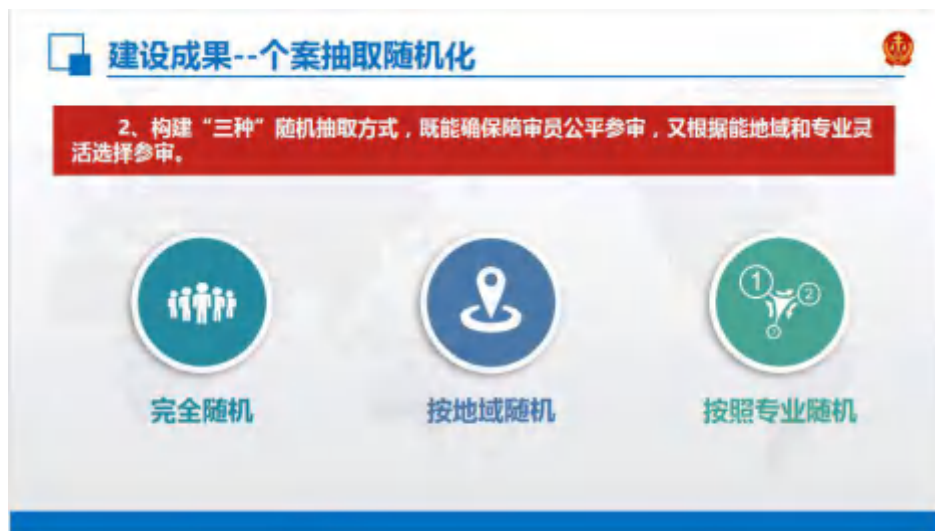 建设成果--个案抽取随机化
2、构建“三种”随机抽取方式，既能确保陪审员公平参审，又根据能地域和专业灵
活选择参审。
1
2
完全随机
按地域随机
按照专业随机